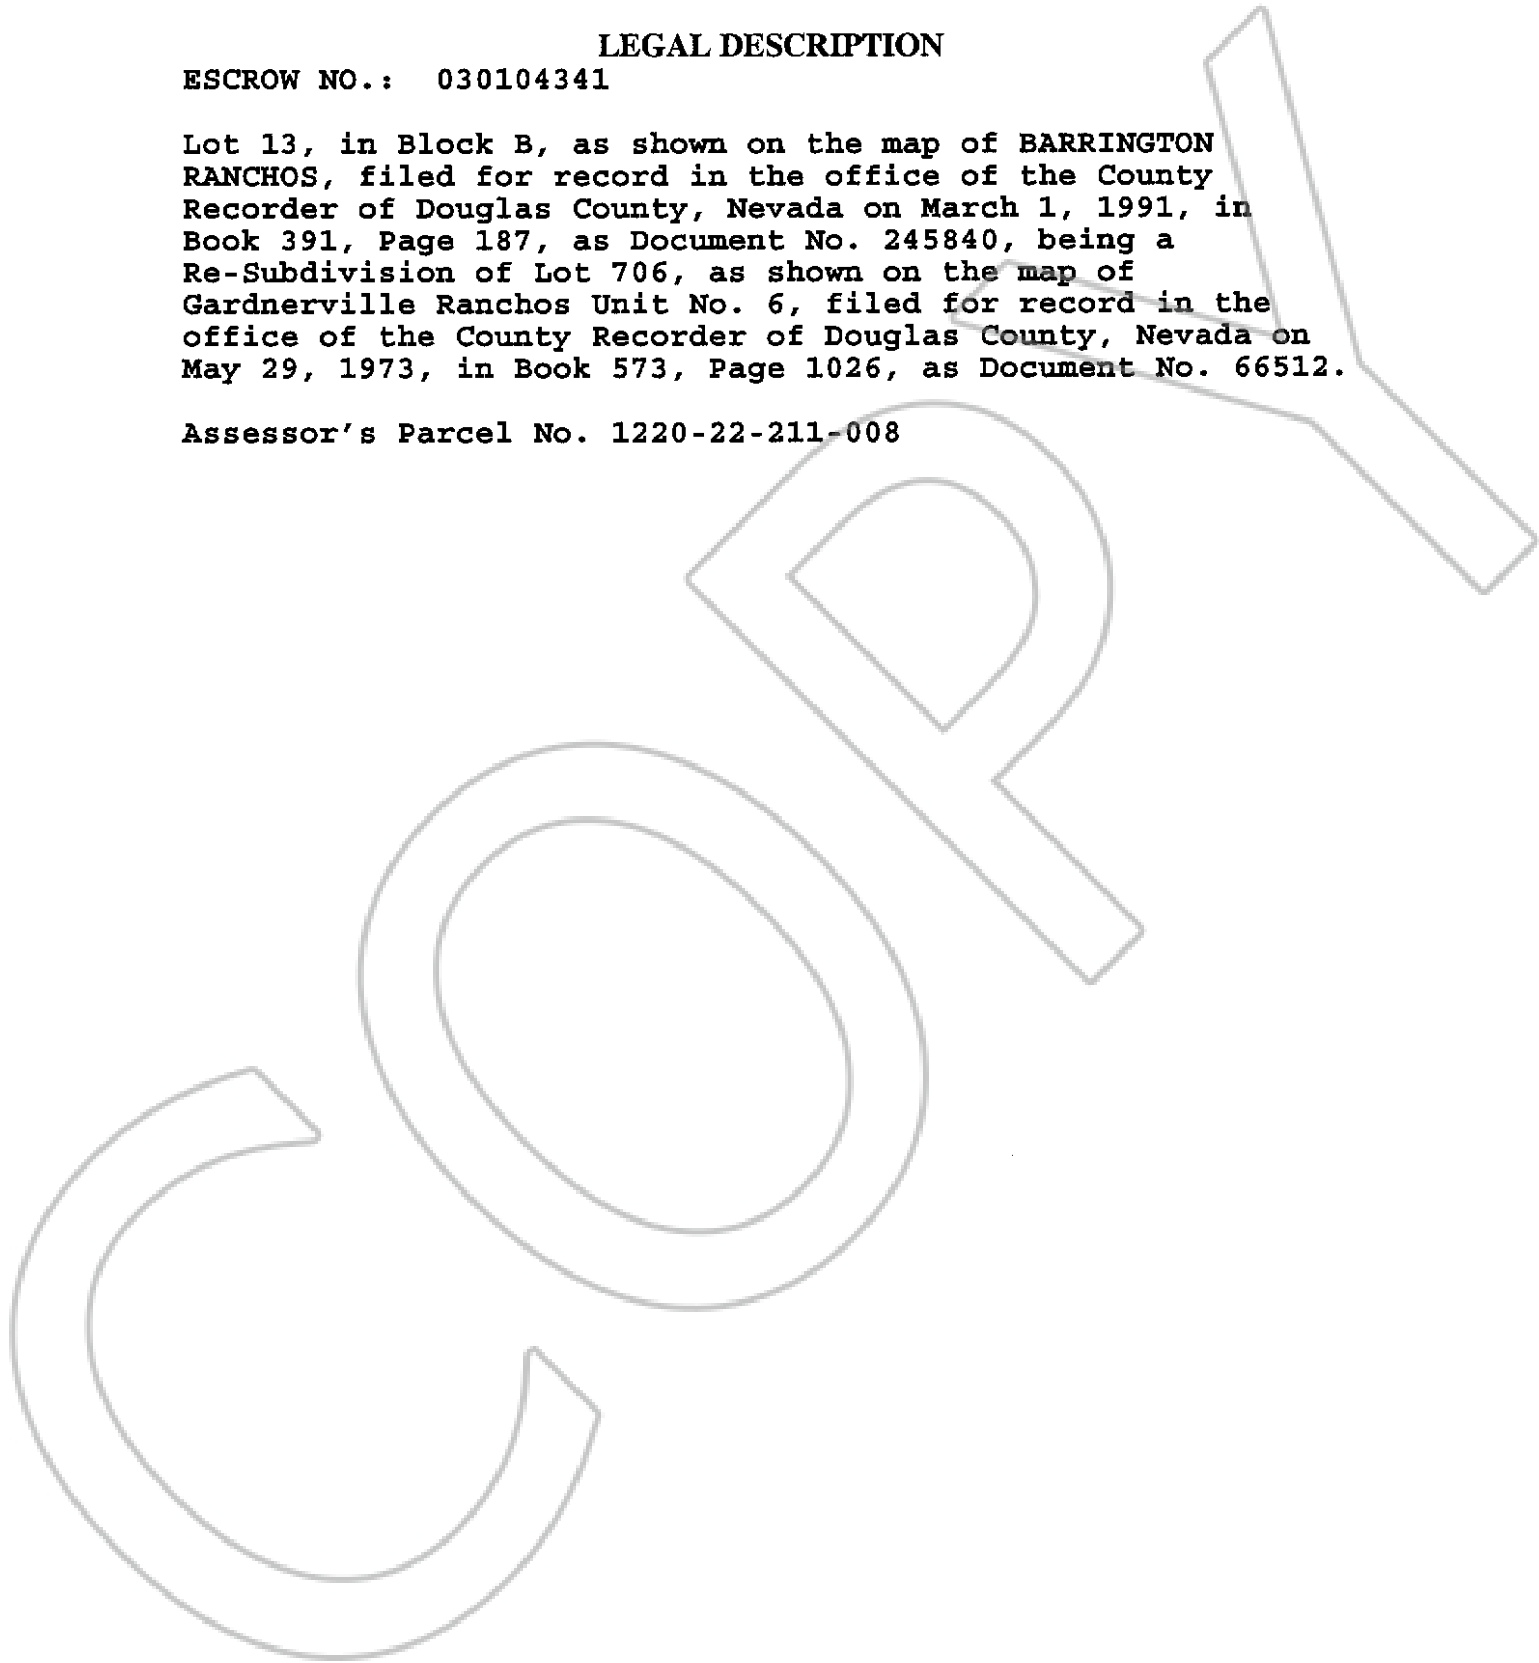 LEGAL DESCRIPTION
ESCROW NO.: 030104341
Lot 13, in Block B, as shown on the map of BARRINGTON
RANCHOS, filed for record in the office of the County
Recorder of Douglas County, Nevada on March 1, 1991, in
Book 391, Page 187, as Document No. 245840, being a
Re-Subdivision of Lot 706, as shown on the map of
Gardnerville Ranchos Unit No. 6, filed for record in the
office of the County Recorder of Douglas County, Nevada on
May 29, 1973, in Book 573, Page 1026, as Document No. 66512.
Assessor's Parcel No. 1220-22-211-008
COPY